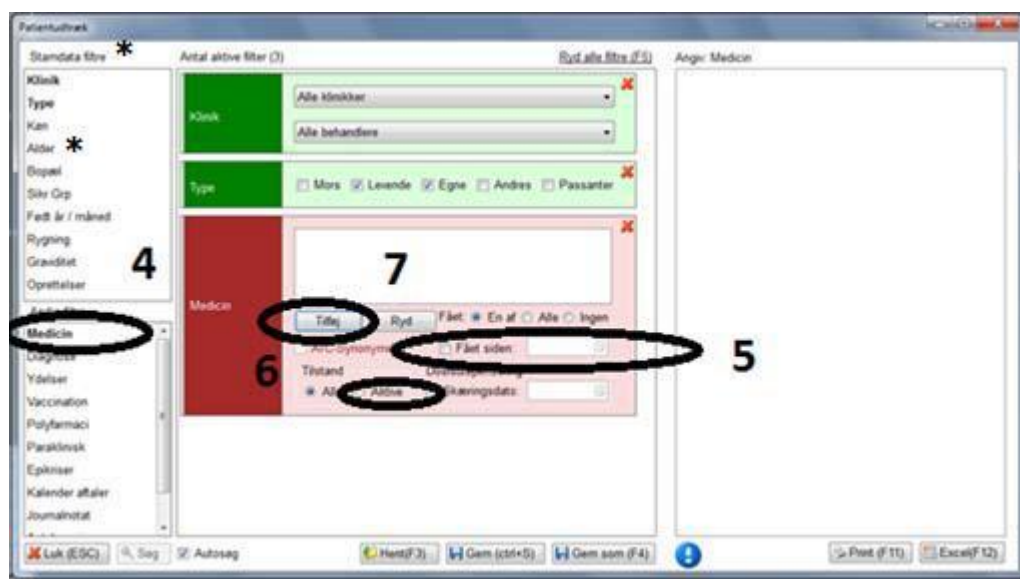 Patientudtræk
Stamdata filtre *
Antal aktive filter (3)
Ryd alle filtre (F5)
Angiv: Medicin
Klinik
Type
Køn
Alder *
Bopæl
Sikr Grp
Født år / måned
Rygning
Graviditet
Oprettelser
4
Medicin
Diagnose
Ydelser
Vaccination
Polyfarmaci
Paraklinisk
Epikriser
Kalender aftaler
Journalnotat
Klinik
Alle klinikker
Alle behandlere
Type
Mors Levende Egne Andres Passanter
Medicin
7
Tilføj Ryd Fået: En af Alle Ingen
ATC-Synonymer Fået siden:
5
6
Tilstand
Aktive Skæringsdato:
Luk (ESC) Søg Autosøg Hent(F3) Gem (ctrl+S) Gem som (F4) Print (F11) Excel(F12)